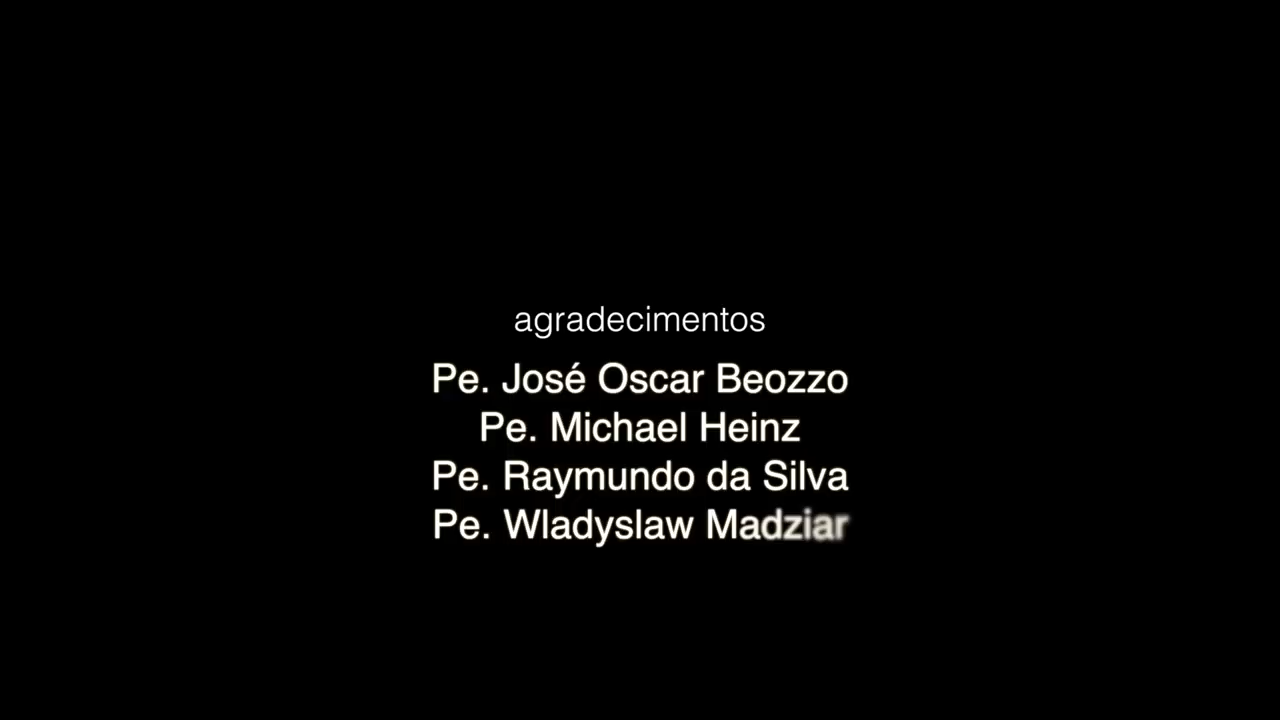 agradecimentos
Pe. José Oscar Beozzo
Pe. Michael Heinz
Pe. Raymundo da Silva
Pe. Wladyslaw Madziar